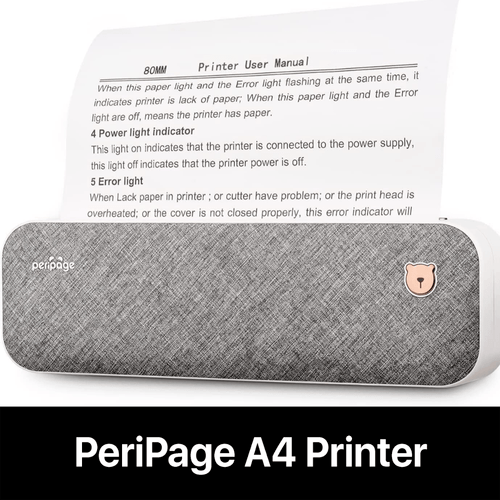 80MM Printer User Manual
When this paper light and the Error light flashing at the same time, it
indicates printer is lack of paper; When this paper light and the Error
light are off, means the printer has paper.
4 Power light indicator
This light on indicates that the printer is connected to the power supply,
this light off indicates that the printer power is off.
5 Error light
When Lack paper in printer ; or cutter have problem; or the print head is
overheated; or the cover is not closed properly, this error indicator will
peripage
PeriPage A4 Printer